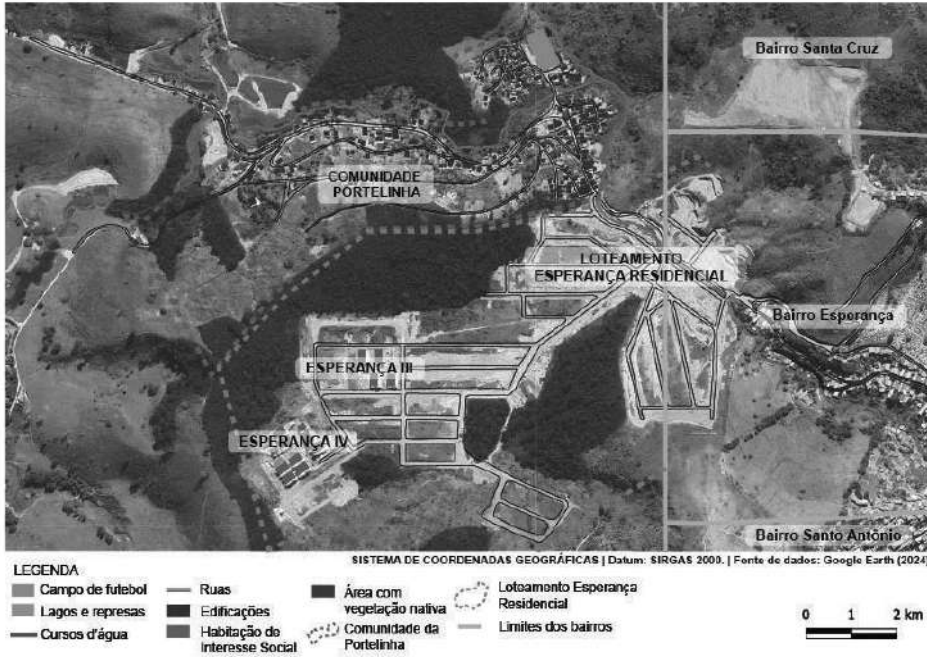 Bairro Santa Cruz
COMUNIDADE
PORTELINHA
LOTEAMENTO
ESPERANÇA RESIDENCIAL
Bairro Esperança
ESPERANÇA III
ESPERANÇA IV
Bairro Santo Antônio
SISTEMA DE COORDENADAS GEOGRÁFICAS | Datum: SIRGAS 2000. | Fonte de dados: Google Earth (2024)
LEGENDA
Campo de futebol
Lagos e represas
Cursos d'água
Ruas
Edificações
Habitação de
Interesse Social
Área com
vegetação nativa
Comunidade da
Portelinha
Loteamento Esperança
Residencial
Limites dos bairros
0 1 2 km